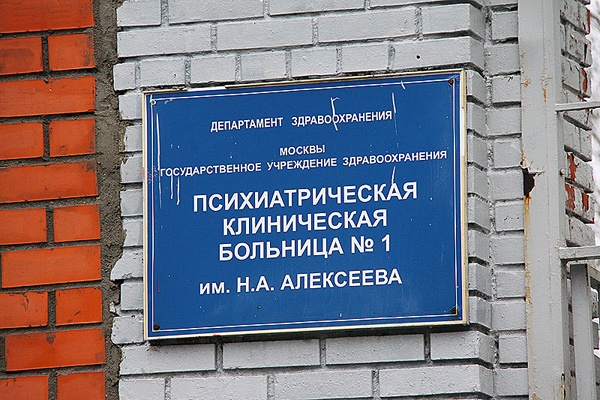 ДЕПАРТАМЕНТ ЗДРАВООХРАНЕНИЯ
МОСКВЫ
ГОСУДАРСТВЕННОЕ УЧРЕЖДЕНИЕ ЗДРАВООХРАНЕНИЯ
ПСИХИАТРИЧЕСКАЯ
КЛИНИЧЕСКАЯ
БОЛЬНИЦА № 1
им. Н.А. АЛЕКСЕЕВА